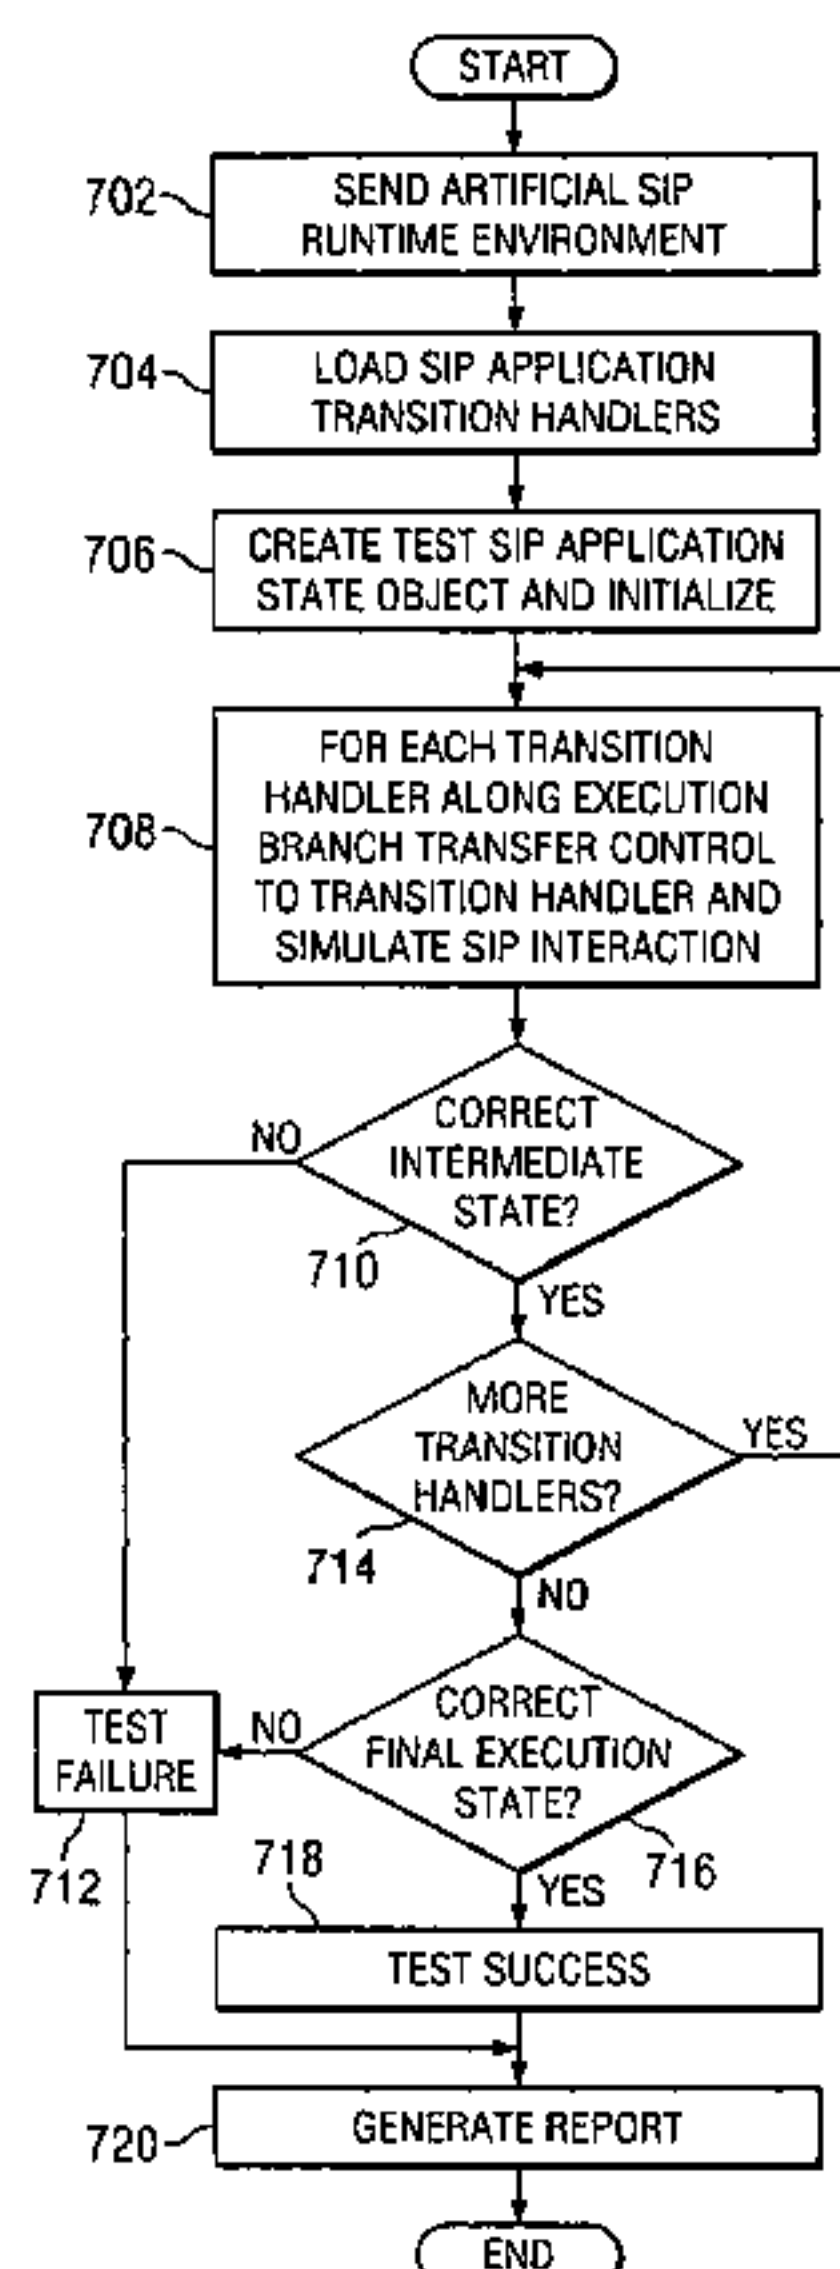 START
702
SEND ARTIFICIAL SIP
RUNTIME ENVIRONMENT
704
LOAD SIP APPLICATION
TRANSITION HANDLERS
706
CREATE TEST SIP APPLICATION
STATE OBJECT AND INITIALIZE
708
FOR EACH TRANSITION
HANDLER ALONG EXECUTION
BRANCH TRANSFER CONTROL
TO TRANSITION HANDLER AND
SIMULATE SIP INTERACTION
NO
CORRECT
INTERMEDIATE
STATE?
710
YES
MORE
TRANSITION
HANDLERS?
YES
714
NO
TEST
FAILURE
712
NO
CORRECT
FINAL EXECUTION
STATE?
716
718
YES
TEST SUCCESS
720
GENERATE REPORT
END